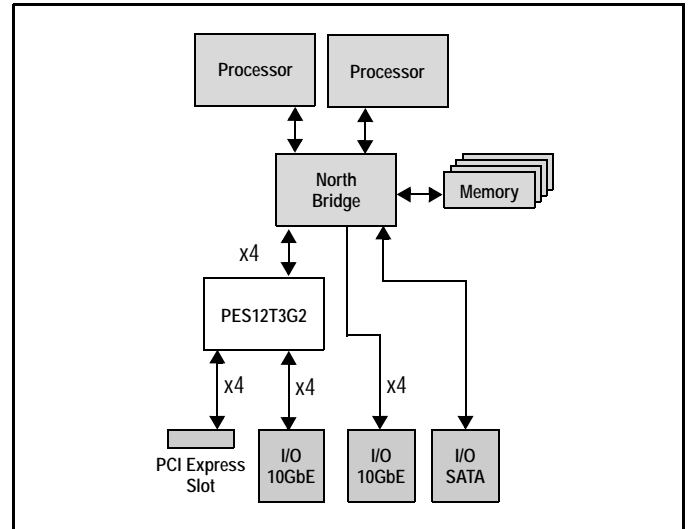 Processor
Processor
North
Bridge
Memory
x4
PES12T3G2
x4
x4
x4
PCI Express
Slot
I/O
10GbE
I/O
10GbE
I/O
SATA